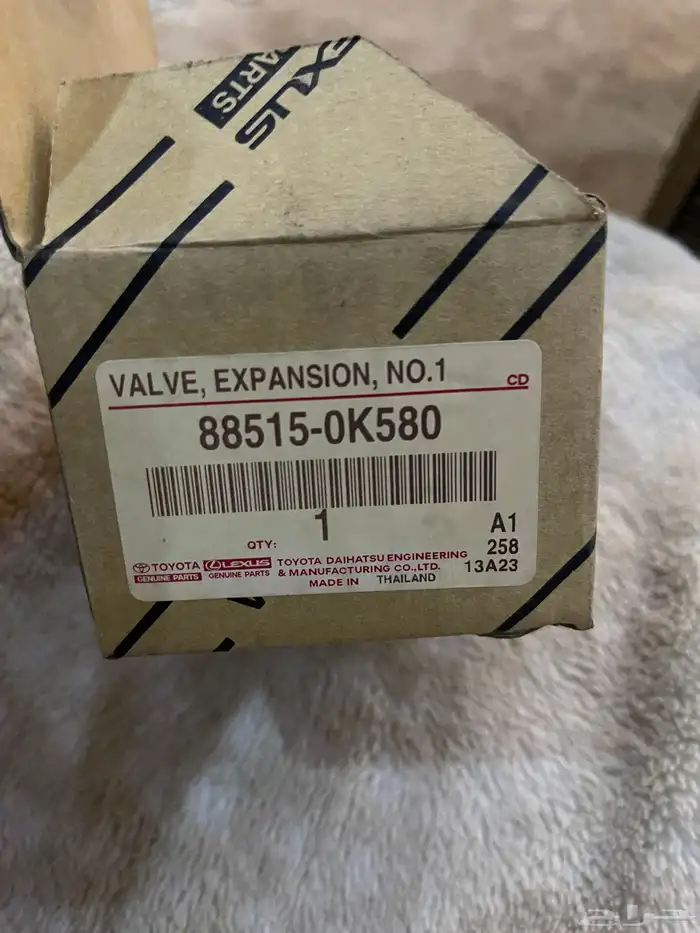 LEXUS
PARTS
VALVE, EXPANSION, NO.1
CD
88515-0K580
1
QTY:
A1
258
13A23
TOYOTA
GENUINE PARTS
LEXUS
GENUINE PARTS
TOYOTA DAIHATSU ENGINEERING
& MANUFACTURING CO.,LTD.
MADE IN THAILAND
حراج